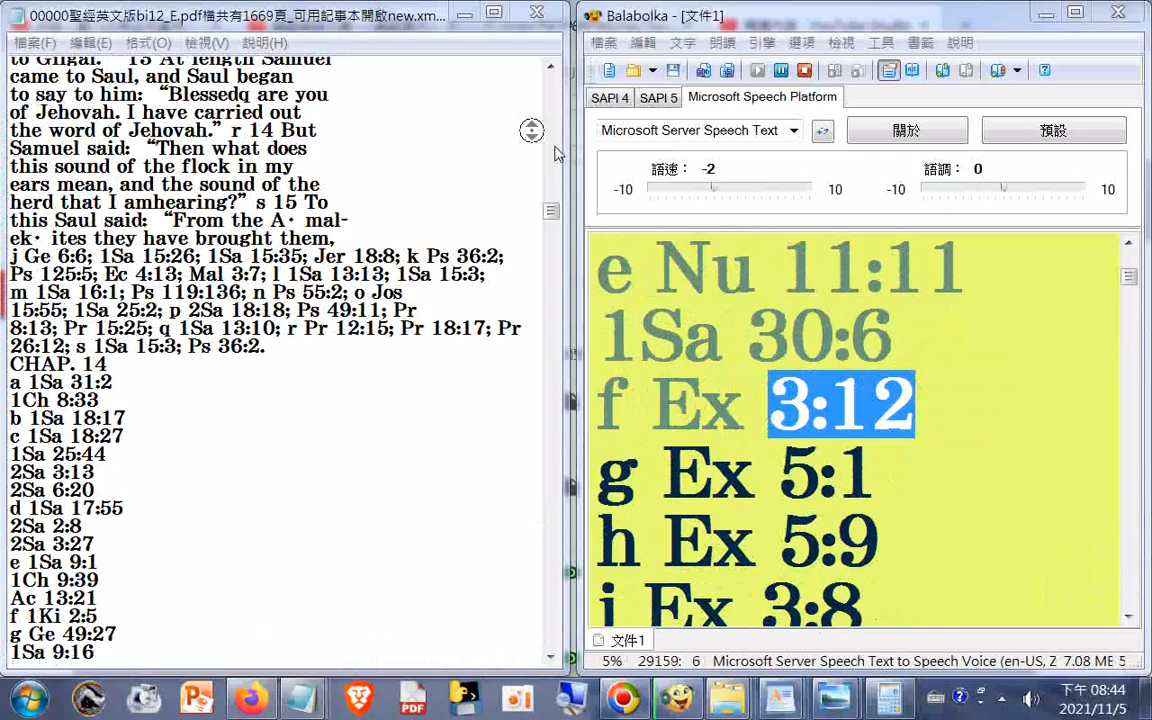 00000聖經英文版bi12_E.pdf檔共有1669頁_可用記事本開啟new.xm...
檔案(F) 編輯(E) 格式(O) 檢視(V) 說明(H)
to Gilgal." 13 At length Samuel
came to Saul, and Saul began
to say to him: “Blessedq are you
of Jehovah. I have carried out
the word of Jehovah.” r 14 But
Samuel said: “Then what does
this sound of the flock in my
ears mean, and the sound of the
herd that I amhearing?” s 15 To
this Saul said: “From the A· mal-
ek· ites they have brought them,
j Ge 6:6; 1Sa 15:26; 1Sa 15:35; Jer 18:8; k Ps 36:2;
Ps 125:5; Ec 4:13; Mal 3:7; l 1Sa 13:13; 1Sa 15:3;
m 1Sa 16:1; Ps 119:136; n Ps 55:2; o Jos
15:55; 1Sa 25:2; p 2Sa 18:18; Ps 49:11; Pr
8:13; Pr 15:25; q 1Sa 13:10; r Pr 12:15; Pr 18:17; Pr
26:12; s 1Sa 15:3; Ps 36:2.
CHAP. 14
a 1Sa 31:2
1Ch 8:33
b 1Sa 18:17
c 1Sa 18:27
1Sa 25:44
2Sa 3:13
2Sa 6:20
d 1Sa 17:55
2Sa 2:8
2Sa 3:27
e 1Sa 9:1
1Ch 9:39
Ac 13:21
f 1Ki 2:5
g Ge 49:27
1Sa 9:16
Balabolka - [文件1]
檔案 編輯 文字 朗讀 引擎 選項 檢視 工具 書籤 說明
SAPI 4 SAPI 5 Microsoft Speech Platform
Microsoft Server Speech Text 關於 預設
語速： -2 語調： 0
-10 10 -10 10
e Nu 11:11
1Sa 30:6
f Ex 3:12
g Ex 5:1
h Ex 5:9
i Ex 3:8
文件1
5% 29159: 6 Microsoft Server Speech Text to Speech Voice (en-US, Z 7.08 MB 5
PDF
下午 08:44
2021/11/5